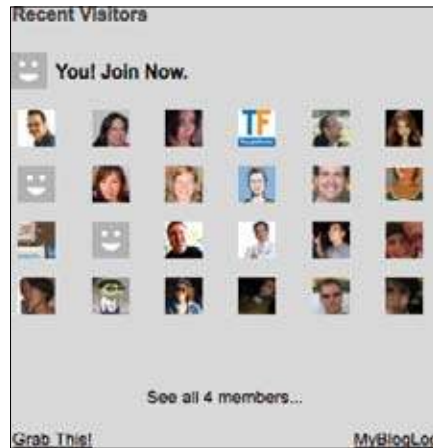 Recent Visitors
You! Join Now.
TF
See all 4 members...
Grab This!
MyBlogLo